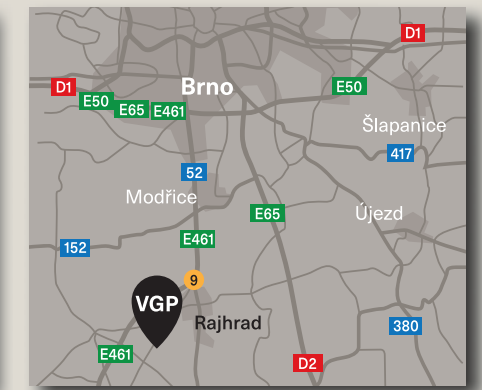 D1
Brno
D1
E50
E65
E461
E50
Šlapanice
417
52
Modřice
E65
Újezd
E461
152
9
VGP
Rajhrad
380
E461
D2